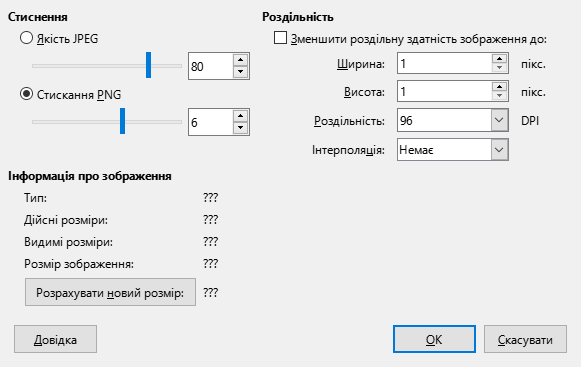 Стиснення
Якість JPEG
80
Стискання PNG
6
Роздільність
Зменшити роздільну здатність зображення до:
Ширина: 1 пікс.
Висота: 1 пікс.
Роздільність: 96 DPI
Інтерполяція: Немає
Інформація про зображення
Тип: ???
Дійсні розміри: ???
Видимі розміри: ???
Розмір зображення: ???
Розрахувати новий розмір: ???
Довідка
OK
Скасувати